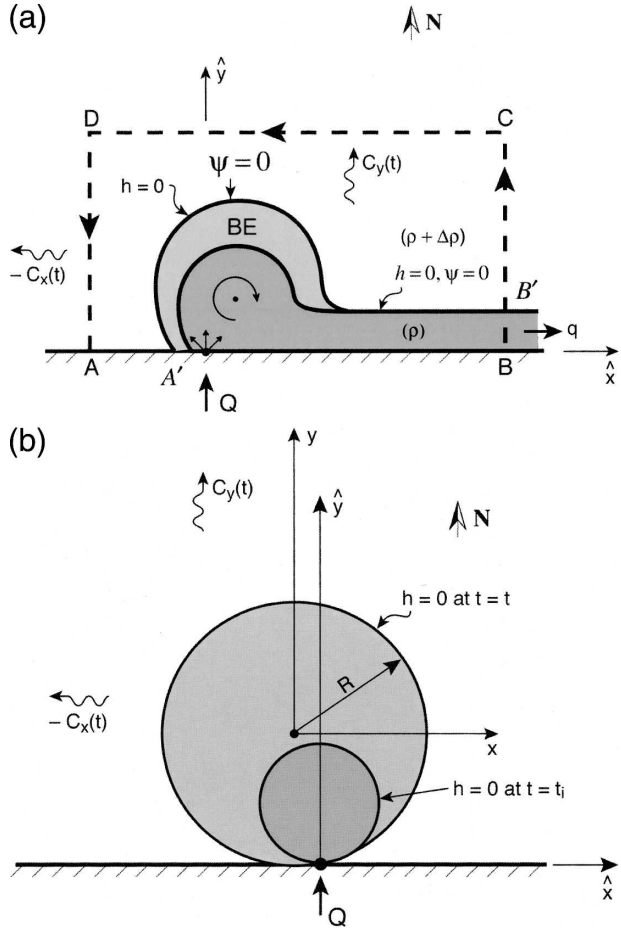 (a)
N
ŷ
D
C
ψ = 0
C_y(t)
h = 0
BE
(ρ + Δρ)
– C_x(t)
h = 0, ψ = 0
B′
(ρ)
q
A
A′
B
x̂
Q
(b)
y
C_y(t)
ŷ
N
h = 0 at t = t
R
– C_x(t)
x
h = 0 at t = t_i
x̂
Q